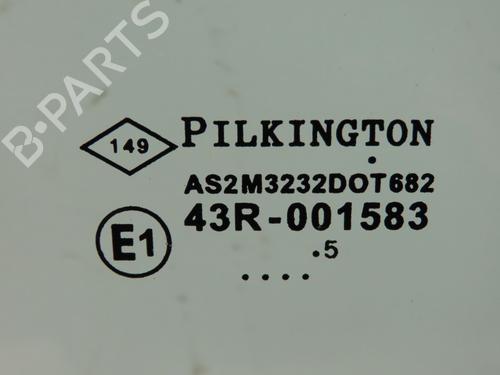 B-PARTS
149 PILKINGTON
AS2M3232DOT682
E1 43R-001583
.5
....